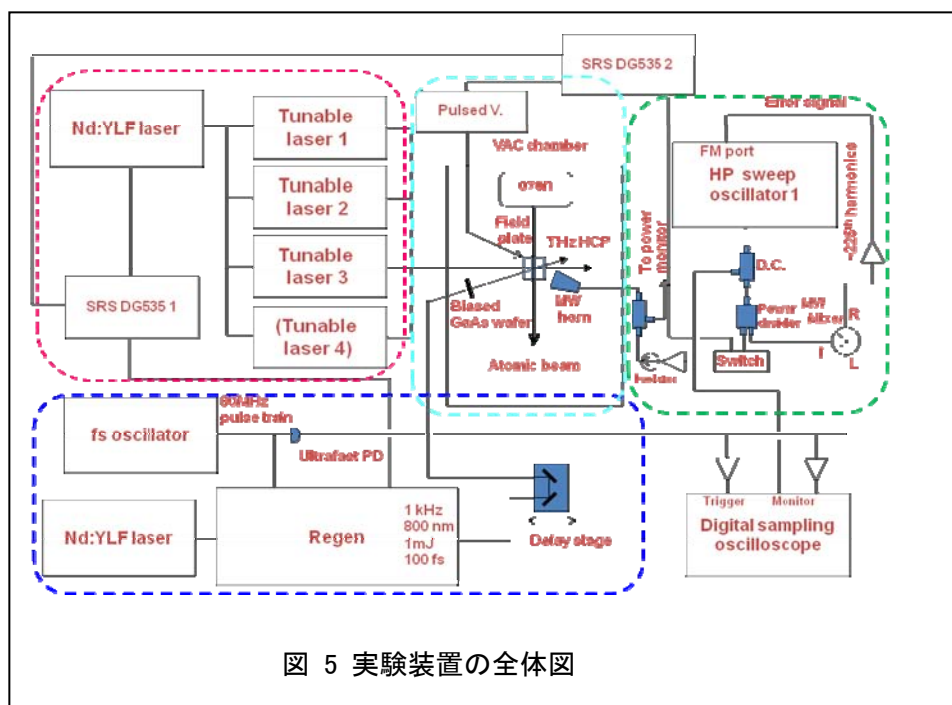 SRS DG535 2
Nd:YLF laser
Tunable
laser 1
Tunable
laser 2
Tunable
laser 3
(Tunable
laser 4)
SRS DG535 1
Pulsed V.
VAC chamber
oven
Field
plate
THz HCP
Biased
GaAs wafer
MW
horn
Atomic beam
To power
monitor
Error signal
FM port
HP sweep
oscillator 1
~226th harmonics
D.C.
Power
divider
MW
Mixer
R
I
L
Switch
Isolator
fs oscillator
80MHz
pulse train
Ultrafast PD
Nd:YLF laser
Regen
1 kHz
800 nm
1mJ
100 fs
Delay stage
Trigger
Monitor
Digital sampling
oscilloscope
図 5 実験装置の全体図